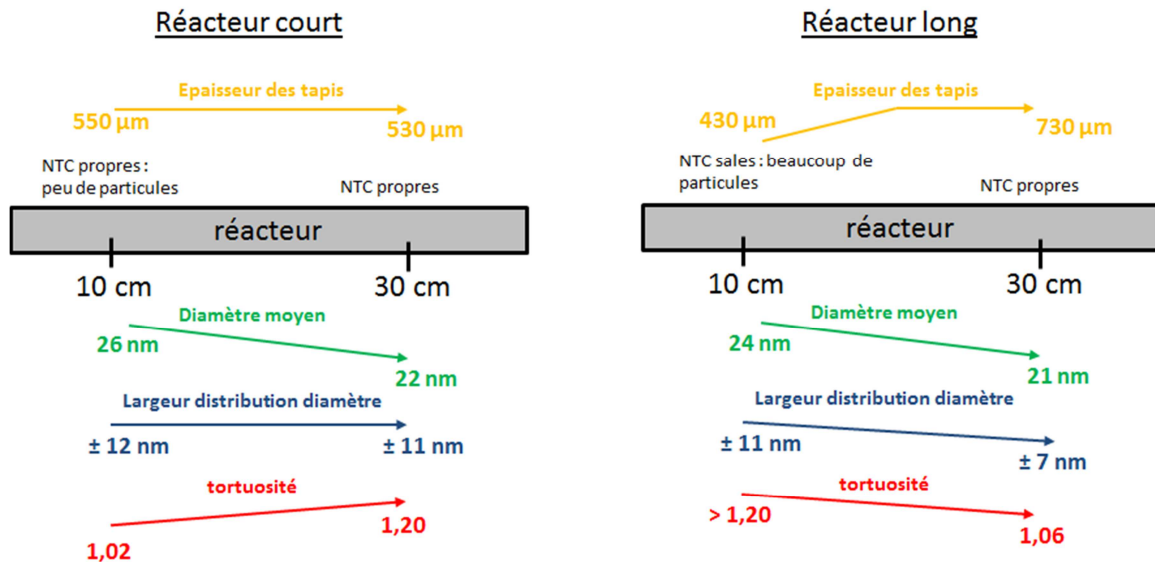 Réacteur court
Epaisseur des tapis
550 µm
530 µm
NTC propres :
peu de particules
NTC propres
réacteur
10 cm
30 cm
Diamètre moyen
26 nm
22 nm
Largeur distribution diamètre
± 12 nm
± 11 nm
tortuosité
1,02
1,20
Réacteur long
Epaisseur des tapis
430 µm
730 µm
NTC sales : beaucoup de
particules
NTC propres
réacteur
10 cm
30 cm
Diamètre moyen
24 nm
21 nm
Largeur distribution diamètre
± 11 nm
± 7 nm
tortuosité
> 1,20
1,06